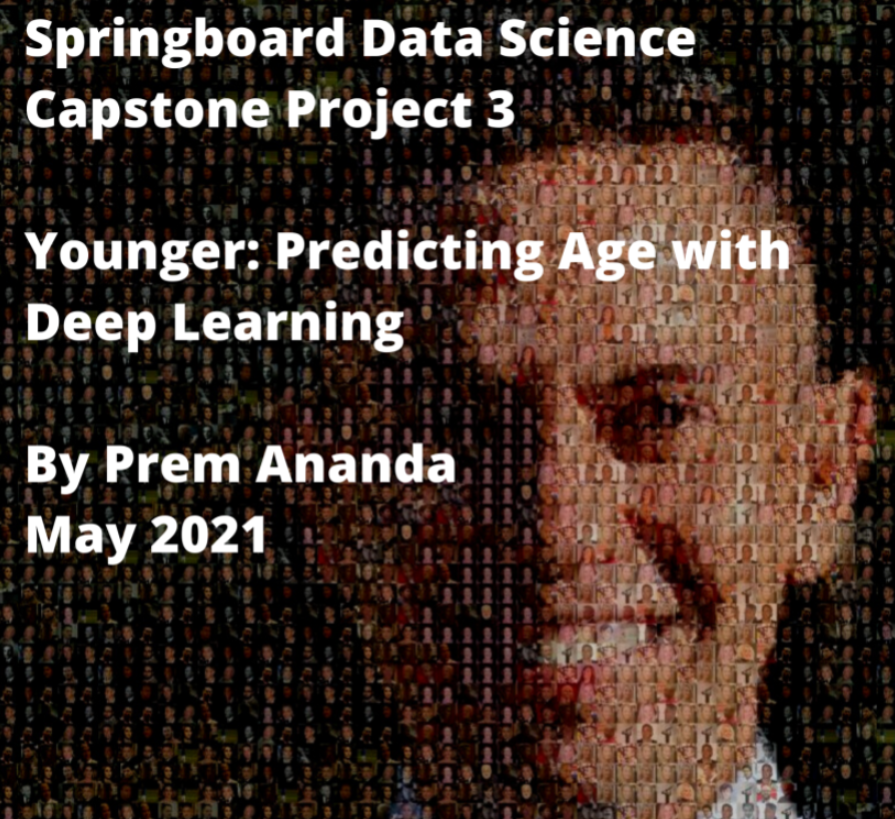 Springboard Data Science
Capstone Project 3
Younger: Predicting Age with
Deep Learning
By Prem Ananda
May 2021